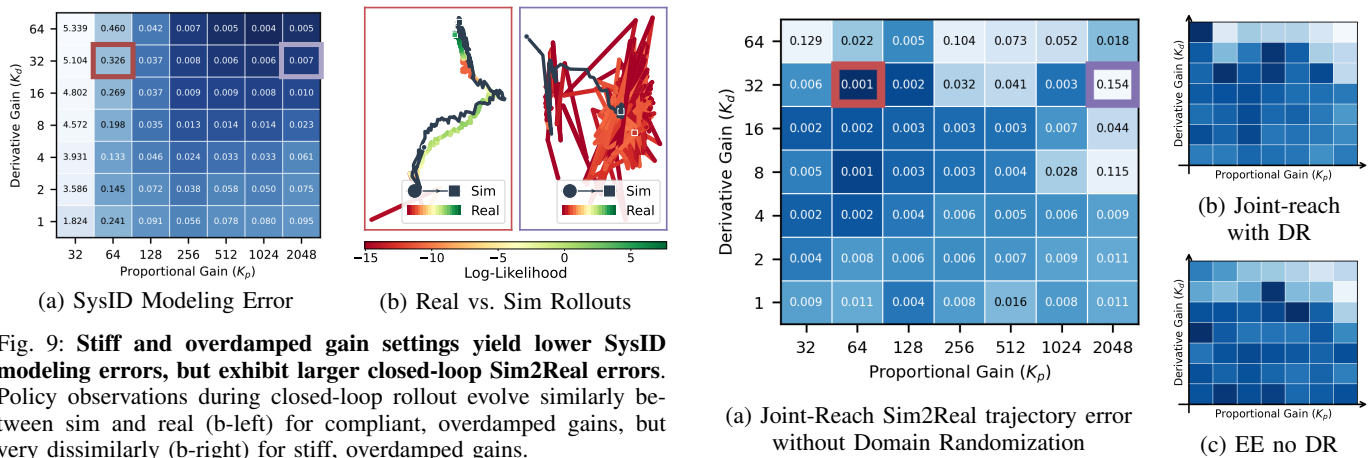 Derivative Gain (K_d)
64 5.339 0.460 0.042 0.007 0.005 0.004 0.005
32 5.104 0.326 0.037 0.008 0.006 0.006 0.007
16 4.802 0.269 0.037 0.009 0.009 0.008 0.010
8 4.572 0.198 0.035 0.013 0.014 0.014 0.023
4 3.931 0.133 0.046 0.024 0.033 0.033 0.061
2 3.586 0.145 0.072 0.038 0.058 0.050 0.075
1 1.824 0.241 0.091 0.056 0.078 0.080 0.095
32 64 128 256 512 1024 2048
Proportional Gain (K_p)
(a) SysID Modeling Error
Sim
Real
Sim
Real
−15 −10 −5 0 5
Log-Likelihood
(b) Real vs. Sim Rollouts
Fig. 9: Stiff and overdamped gain settings yield lower SysID
modeling errors, but exhibit larger closed-loop Sim2Real errors.
Policy observations during closed-loop rollout evolve similarly be-
tween sim and real (b-left) for compliant, overdamped gains, but
very dissimilarly (b-right) for stiff, overdamped gains.
Derivative Gain (K_d)
64 0.129 0.022 0.005 0.104 0.073 0.052 0.018
32 0.006 0.001 0.002 0.032 0.041 0.003 0.154
16 0.002 0.002 0.003 0.003 0.003 0.007 0.044
8 0.005 0.001 0.003 0.003 0.004 0.028 0.115
4 0.002 0.002 0.004 0.006 0.005 0.006 0.009
2 0.004 0.008 0.006 0.006 0.007 0.009 0.011
1 0.009 0.011 0.004 0.008 0.016 0.008 0.011
32 64 128 256 512 1024 2048
Proportional Gain (K_p)
(a) Joint-Reach Sim2Real trajectory error
without Domain Randomization
Derivative Gain (K_d)
Proportional Gain (K_p)
(b) Joint-reach
with DR
Derivative Gain (K_d)
Proportional Gain (K_p)
(c) EE no DR